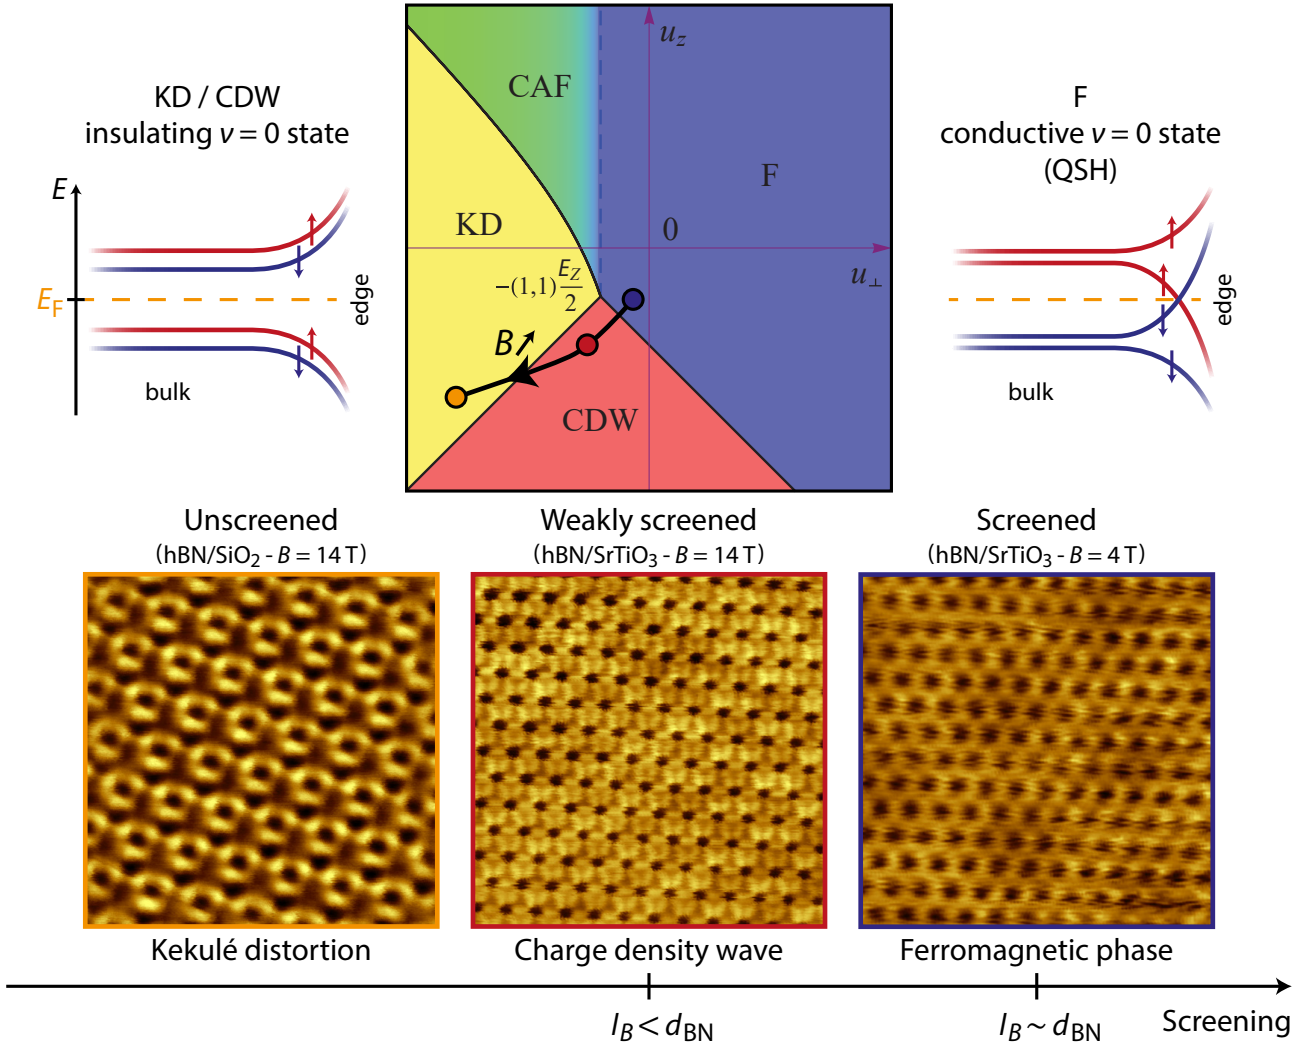 KD / CDW
insulating ν = 0 state
E
E_F
edge
bulk
u_z
CAF
F
KD
0
u_⊥
−(1,1) E_Z/2
B
CDW
F
conductive ν = 0 state
(QSH)
edge
bulk
Unscreened
(hBN/SiO₂ - B = 14 T)
Weakly screened
(hBN/SrTiO₃ - B = 14 T)
Screened
(hBN/SrTiO₃ - B = 4 T)
Kekulé distortion
Charge density wave
Ferromagnetic phase
l_B < d_BN
l_B ~ d_BN
Screening